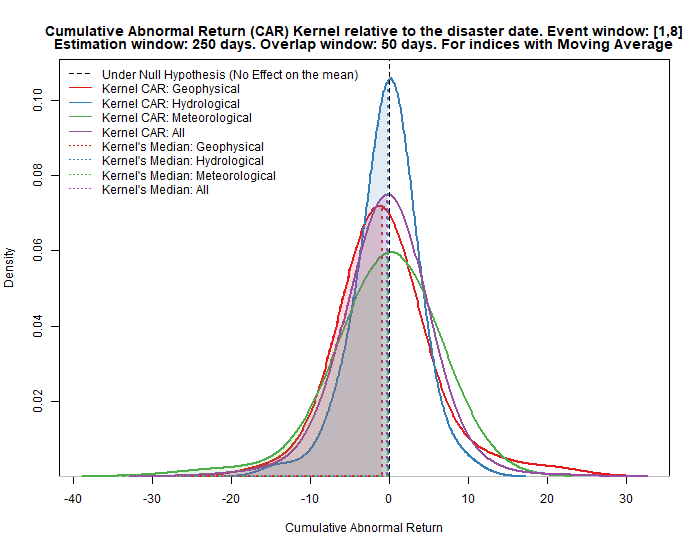 Cumulative Abnormal Return (CAR) Kernel relative to the disaster date. Event window: [1,8]
Estimation window: 250 days. Overlap window: 50 days. For indices with Moving Average
Under Null Hypothesis (No Effect on the mean)
Kernel CAR: Geophysical
Kernel CAR: Hydrological
Kernel CAR: Meteorological
Kernel CAR: All
Kernel's Median: Geophysical
Kernel's Median: Hydrological
Kernel's Median: Meteorological
Kernel's Median: All
Density
0.10
0.08
0.06
0.04
0.02
-40 -30 -20 -10 0 10 20 30
Cumulative Abnormal Return